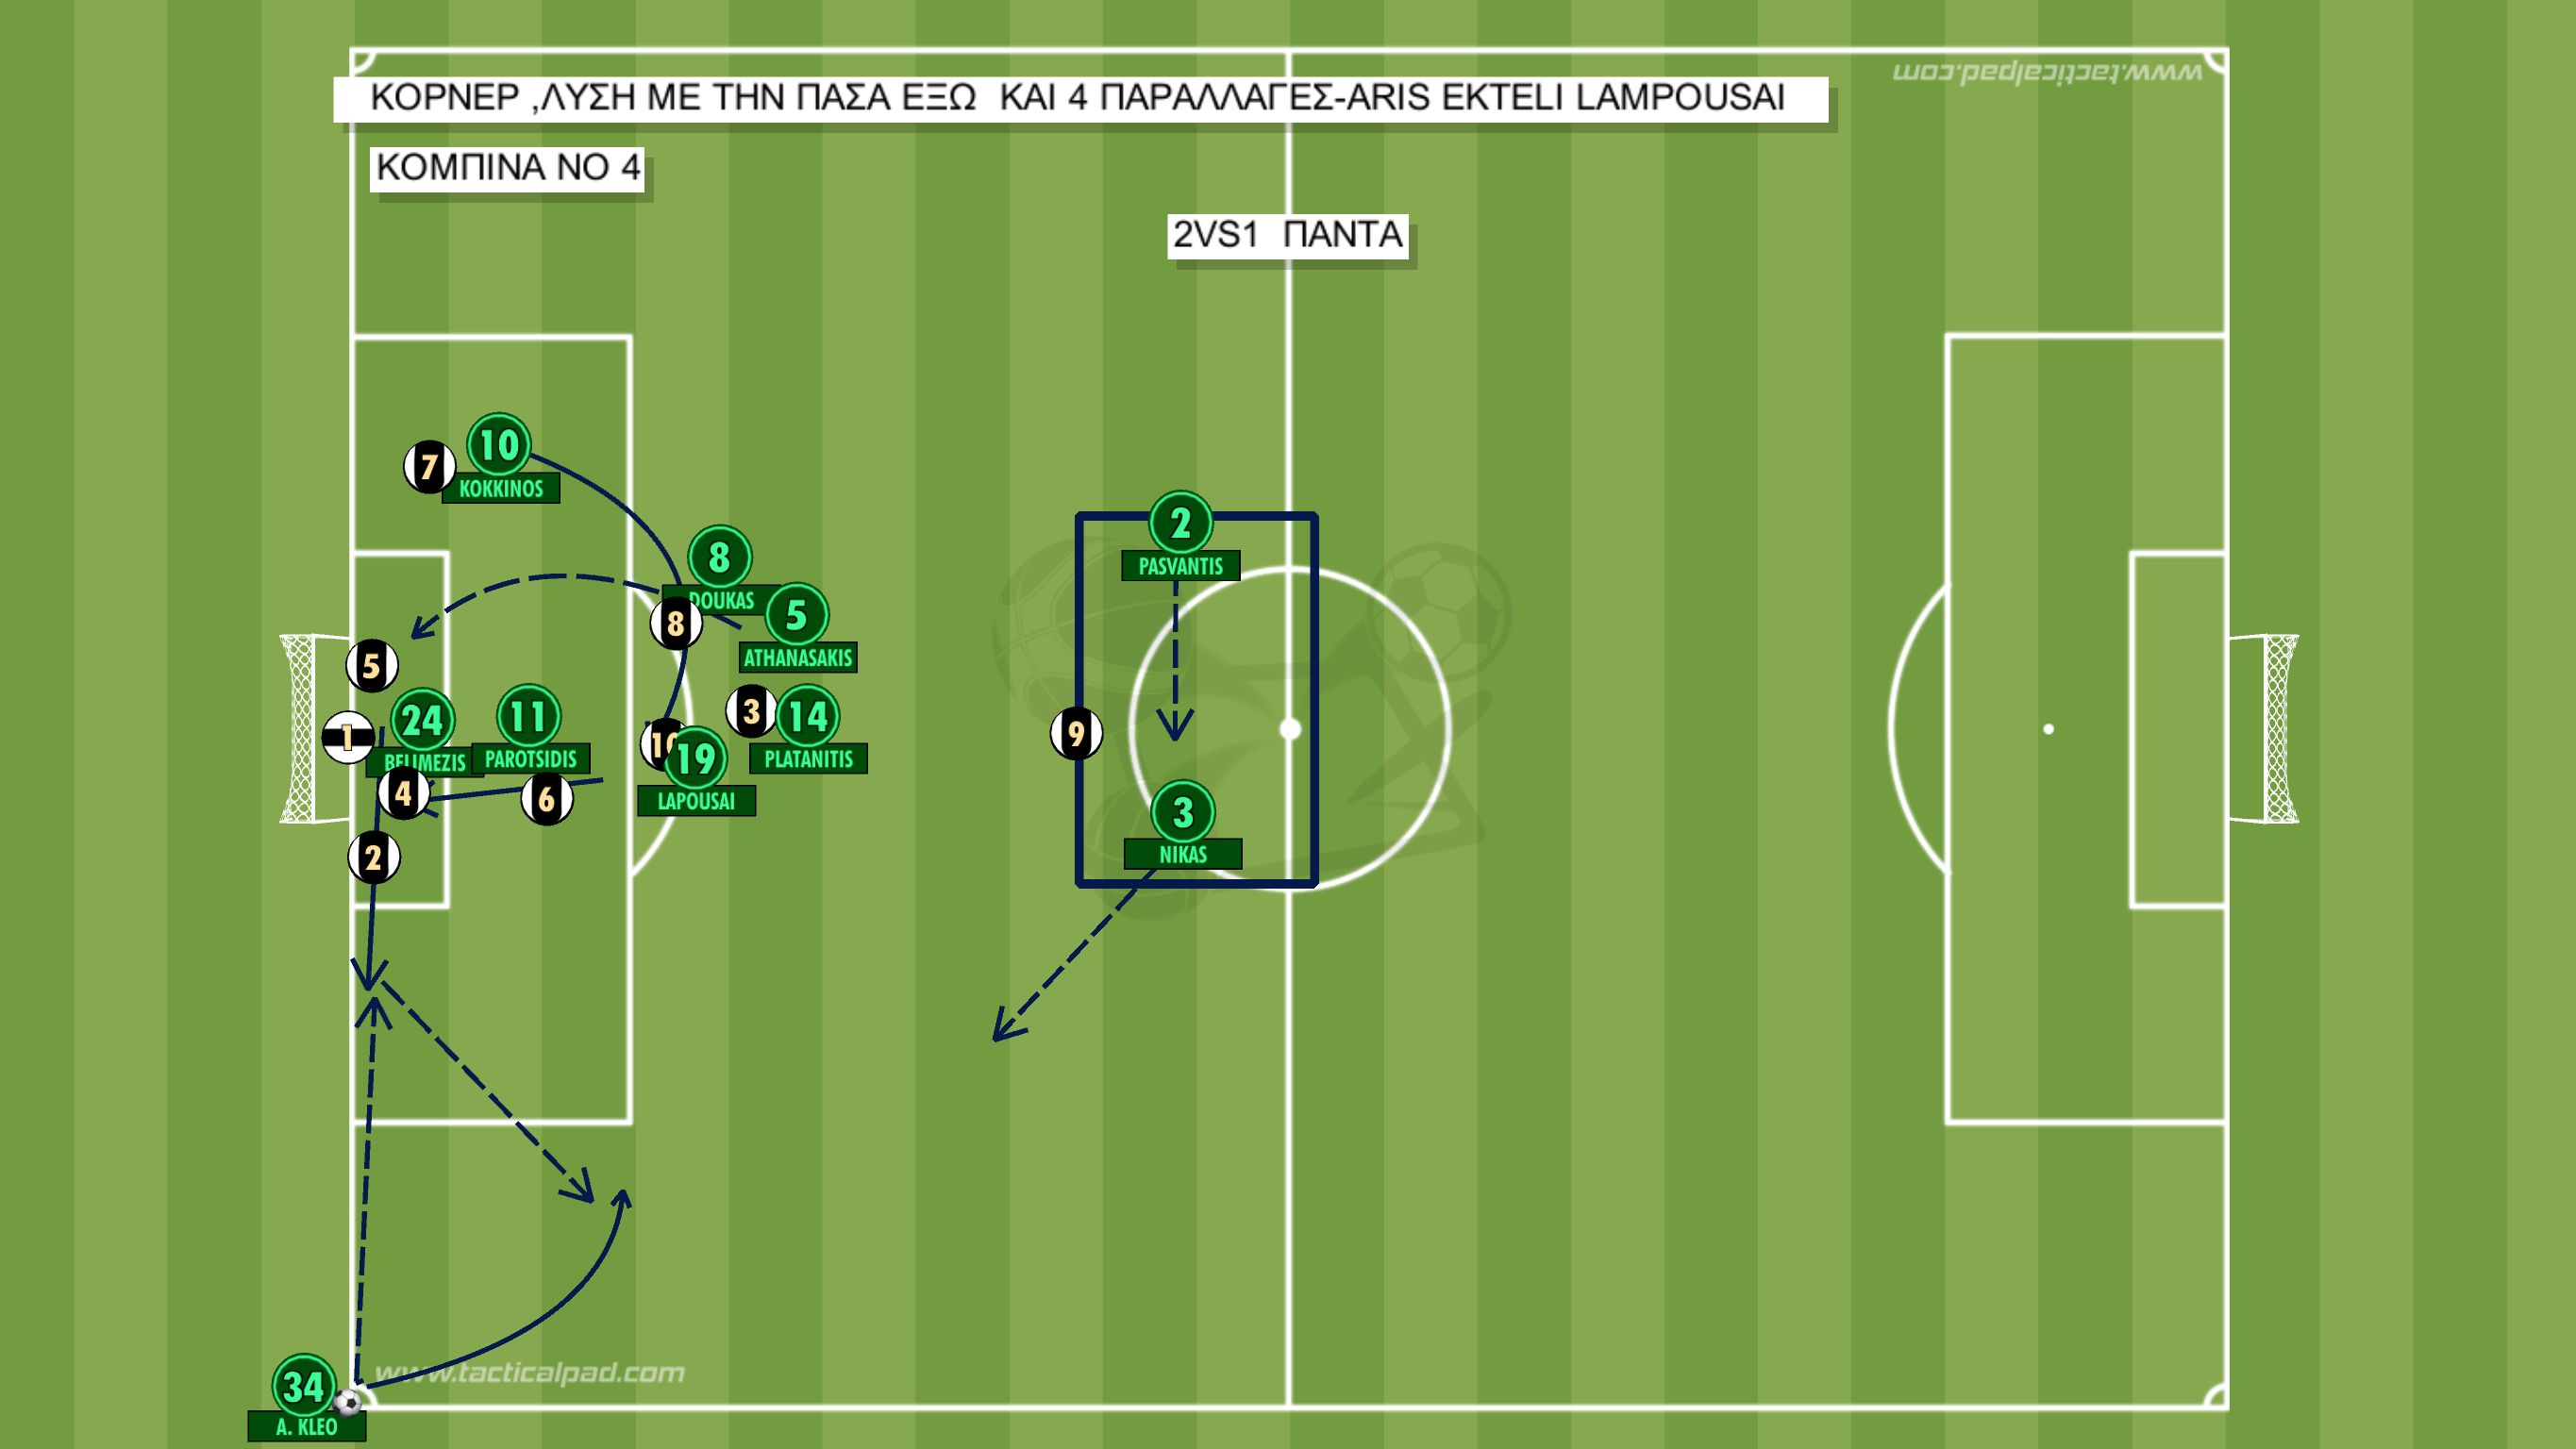 ΚΟΡΝΕΡ ,ΛΥΣΗ ΜΕ ΤΗΝ ΠΑΣΑ ΕΞΩ ΚΑΙ 4 ΠΑΡΑΛΛΑΓΕΣ-ARIS EKTELI LAMPOUSAI
www.tacticalpad.com
ΚΟΜΠΙΝΑ ΝΟ 4
2VS1 ΠΑΝΤΑ
10
7
KOKKINOS
2
PASVANTIS
8
DOUKAS
5
8
ATHANASAKIS
5
24
11
3
14
1
9
10
19
BELIMEZIS
PAROTSIDIS
PLATANITIS
4
6
LAPOUSAI
3
2
NIKAS
www.tacticalpad.com
34
A. KLEO